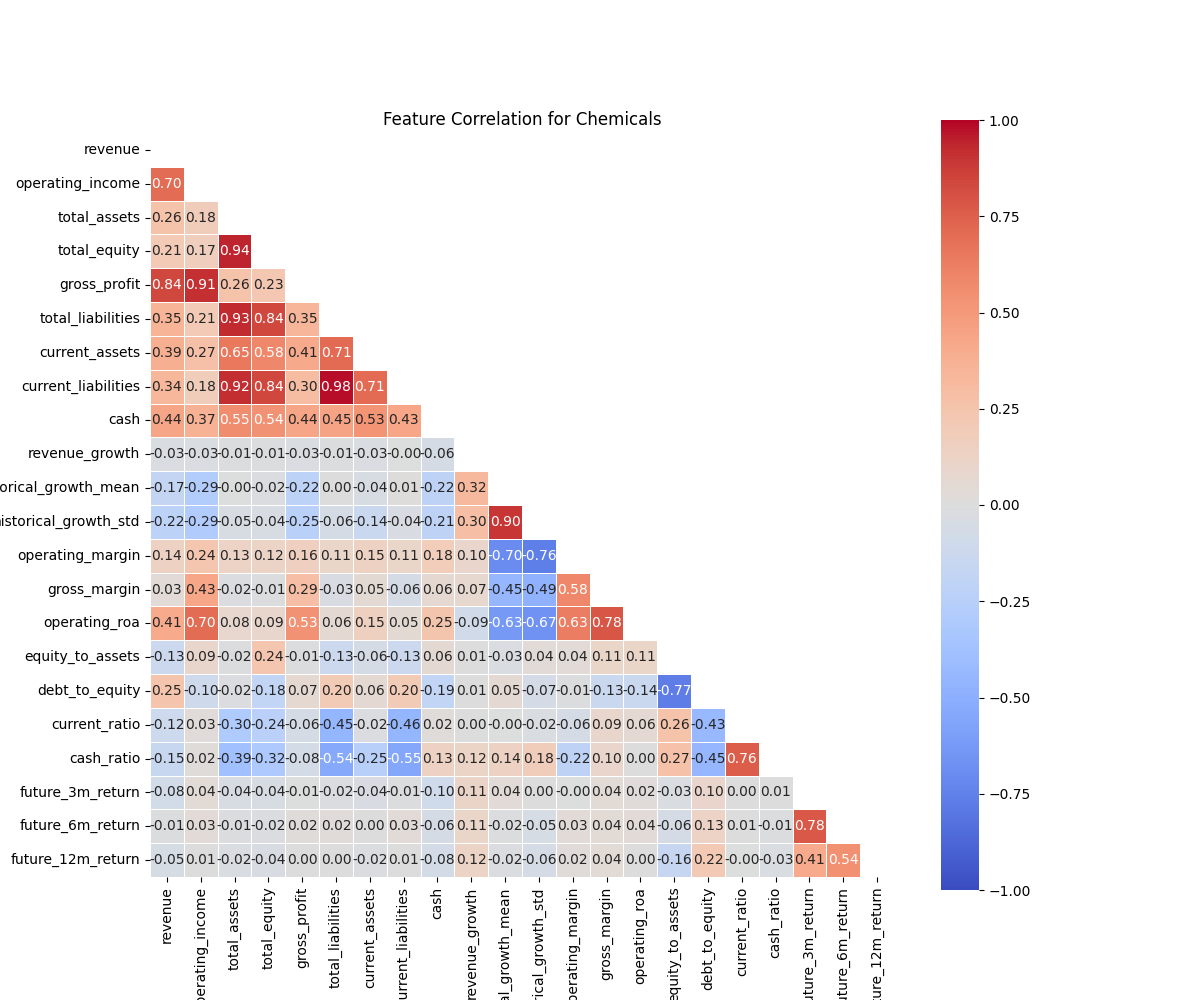 Feature Correlation for Chemicals
revenue
operating_income 0.70
total_assets 0.26 0.18
total_equity 0.21 0.17 0.94
gross_profit 0.84 0.91 0.26 0.23
total_liabilities 0.35 0.21 0.93 0.84 0.35
current_assets 0.39 0.27 0.65 0.58 0.41 0.71
current_liabilities 0.34 0.18 0.92 0.84 0.30 0.98 0.71
cash 0.44 0.37 0.55 0.54 0.44 0.45 0.53 0.43
revenue_growth -0.03 -0.03 -0.01 -0.01 -0.03 -0.01 -0.03 -0.00 -0.06
orical_growth_mean -0.17 -0.29 -0.00 -0.02 -0.22 0.00 -0.04 0.01 -0.22 0.32
istorical_growth_std -0.22 -0.29 -0.05 -0.04 -0.25 -0.06 -0.14 -0.04 -0.21 0.30 0.90
operating_margin 0.14 0.24 0.13 0.12 0.16 0.11 0.15 0.11 0.18 0.10 -0.70 -0.76
gross_margin 0.03 0.43 -0.02 -0.01 0.29 -0.03 0.05 -0.06 0.06 0.07 -0.45 -0.49 0.58
operating_roa 0.41 0.70 0.08 0.09 0.53 0.06 0.15 0.05 0.25 -0.09 -0.63 -0.67 0.63 0.78
equity_to_assets -0.13 0.09 -0.02 0.24 -0.01 -0.13 -0.06 -0.13 0.06 0.01 -0.03 0.04 0.04 0.11 0.11
debt_to_equity 0.25 -0.10 -0.02 -0.18 0.07 0.20 0.06 0.20 -0.19 0.01 0.05 -0.07 -0.01 -0.13 -0.14 -0.77
current_ratio -0.12 0.03 -0.30 -0.24 -0.06 -0.45 -0.02 -0.46 0.02 0.00 -0.00 -0.02 -0.06 0.09 0.06 0.26 -0.43
cash_ratio -0.15 0.02 -0.39 -0.32 -0.08 -0.54 -0.25 -0.55 0.13 0.12 0.14 0.18 -0.22 0.10 0.00 0.27 -0.45 0.76
future_3m_return -0.08 0.04 -0.04 -0.04 -0.01 -0.02 -0.04 -0.01 -0.10 0.11 0.04 0.00 -0.00 0.04 0.02 -0.03 0.10 0.00 0.01
future_6m_return -0.01 0.03 -0.01 -0.02 0.02 0.02 0.00 0.03 -0.06 0.11 -0.02 -0.05 0.03 0.04 0.04 -0.06 0.13 0.01 -0.01 0.78
future_12m_return -0.05 0.01 -0.02 -0.04 0.00 0.00 -0.02 0.01 -0.08 0.12 -0.02 -0.06 0.02 0.04 0.00 -0.16 0.22 -0.00 -0.03 0.41 0.54
revenue
perating_income
total_assets
total_equity
gross_profit
total_liabilities
current_assets
urrent_liabilities
cash
revenue_growth
al_growth_mean
rical_growth_std
perating_margin
gross_margin
operating_roa
equity_to_assets
debt_to_equity
current_ratio
cash_ratio
uture_3m_return
uture_6m_return
ure_12m_return
1.00
0.75
0.50
0.25
0.00
−0.25
−0.50
−0.75
−1.00